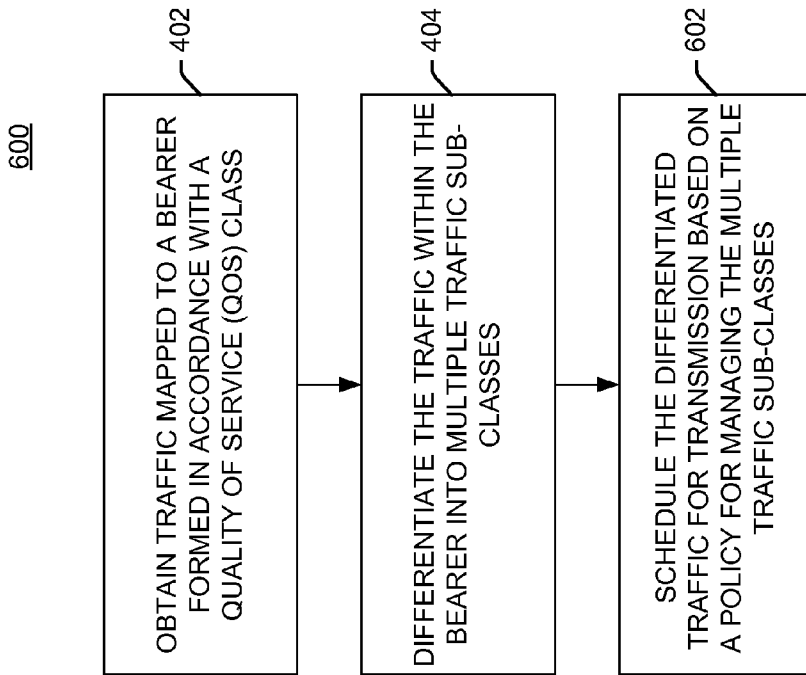 600
OBTAIN TRAFFIC MAPPED TO A BEARER
FORMED IN ACCORDANCE WITH A
QUALITY OF SERVICE (QOS) CLASS
402
DIFFERENTIATE THE TRAFFIC WITHIN THE
BEARER INTO MULTIPLE TRAFFIC SUB-
CLASSES
404
SCHEDULE THE DIFFERENTIATED
TRAFFIC FOR TRANSMISSION BASED ON
A POLICY FOR MANAGING THE MULTIPLE
TRAFFIC SUB-CLASSES
602